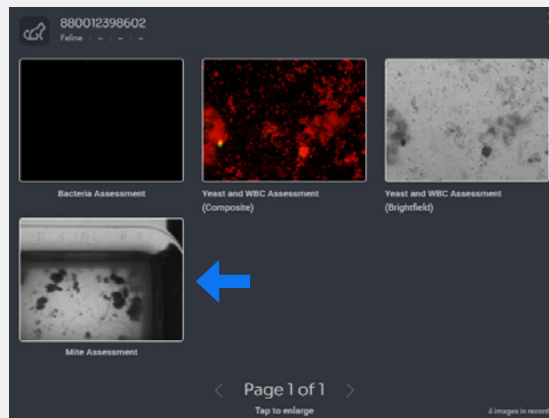 880012398602
Feline | – | – | –
Bacteria Assessment
Yeast and WBC Assessment
(Composite)
Yeast and WBC Assessment
(Brightfield)
Mite Assessment
Page 1 of 1
Tap to enlarge
4 images in record